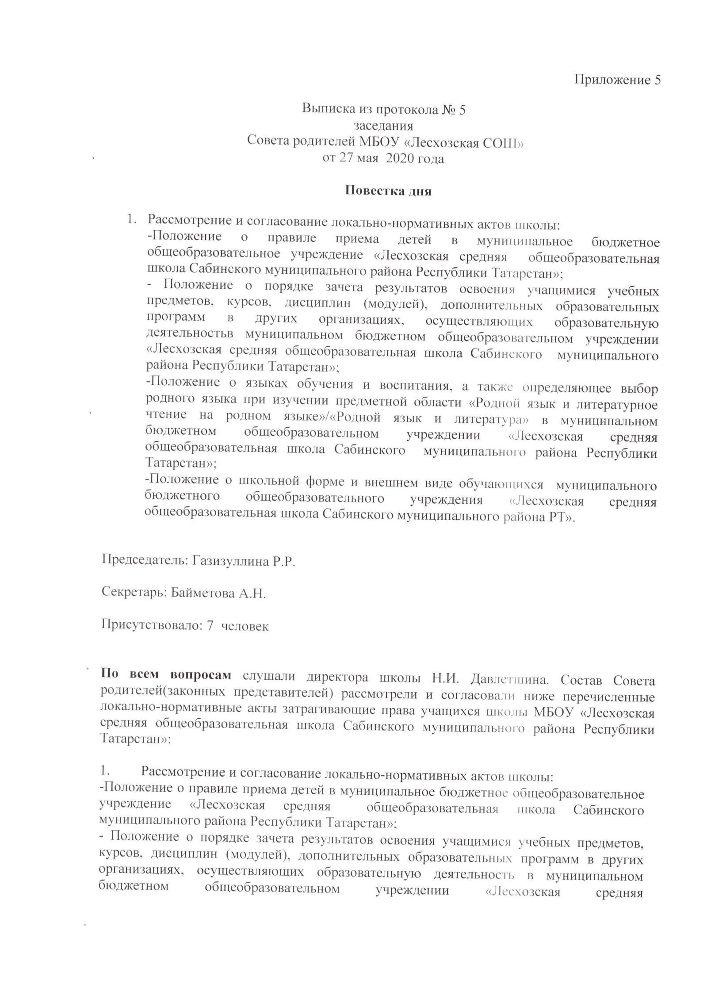 Приложение 5
Выписка из протокола № 5
заседания
Совета родителей МБОУ «Лесхозская СОШ»
от 27 мая 2020 года
Повестка дня
1. Рассмотрение и согласование локально-нормативных актов школы:
-Положение о правиле приема детей в муниципальное бюджетное
общеобразовательное учреждение «Лесхозская средняя общеобразовательная
школа Сабинского муниципального района Республики Татарстан»;
- Положение о порядке зачета результатов освоения учащимися учебных
предметов, курсов, дисциплин (модулей), дополнительных образовательных
программ в других организациях, осуществляющих образовательную
деятельностьв муниципальном бюджетном общеобразовательном учреждении
«Лесхозская средняя общеобразовательная школа Сабинского муниципального
района Республики Татарстан»;
-Положение о языках обучения и воспитания, а также определяющее выбор
родного языка при изучении предметной области «Родной язык и литературное
чтение на родном языке»/«Родной язык и литература» в муниципальном
бюджетном общеобразовательном учреждении «Лесхозская средняя
общеобразовательная школа Сабинского муниципального района Республики
Татарстан»;
-Положение о школьной форме и внешнем виде обучающихся муниципального
бюджетного общеобразовательного учреждения «Лесхозская средняя
общеобразовательная школа Сабинского муниципального района РТ».
Председатель: Газизуллина Р.Р.
Секретарь: Байметова А.Н.
Присутствовало: 7 человек
По всем вопросам слушали директора школы Н.И. Давлетшина. Состав Совета
родителей(законных представителей) рассмотрели и согласовали ниже перечисленные
локально-нормативные акты затрагивающие права учащихся школы МБОУ «Лесхозская
средняя общеобразовательная школа Сабинского муниципального района Республики
Татарстан»:
1. Рассмотрение и согласование локально-нормативных актов школы:
-Положение о правиле приема детей в муниципальное бюджетное общеобразовательное
учреждение «Лесхозская средняя общеобразовательная школа Сабинского
муниципального района Республики Татарстан»;
- Положение о порядке зачета результатов освоения учащимися учебных предметов,
курсов, дисциплин (модулей), дополнительных образовательных программ в других
организациях, осуществляющих образовательную деятельность в муниципальном
бюджетном общеобразовательном учреждении «Лесхозская средняя